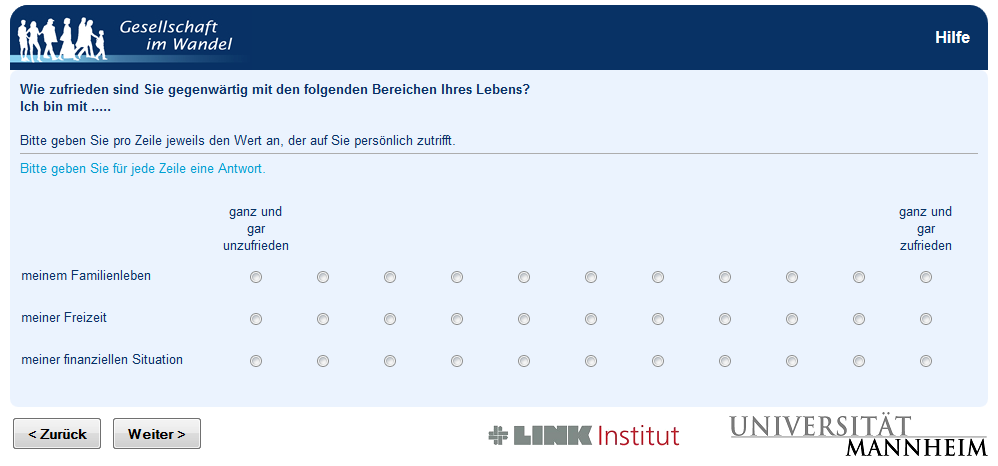 Gesellschaft
im Wandel
Hilfe
Wie zufrieden sind Sie gegenwärtig mit den folgenden Bereichen Ihres Lebens?
Ich bin mit .....
Bitte geben Sie pro Zeile jeweils den Wert an, der auf Sie persönlich zutrifft.
Bitte geben Sie für jede Zeile eine Antwort.
ganz und
gar
unzufrieden
ganz und
gar
zufrieden
meinem Familienleben
meiner Freizeit
meiner finanziellen Situation
< Zurück
Weiter >
LINK Institut
UNIVERSITÄT
MANNHEIM